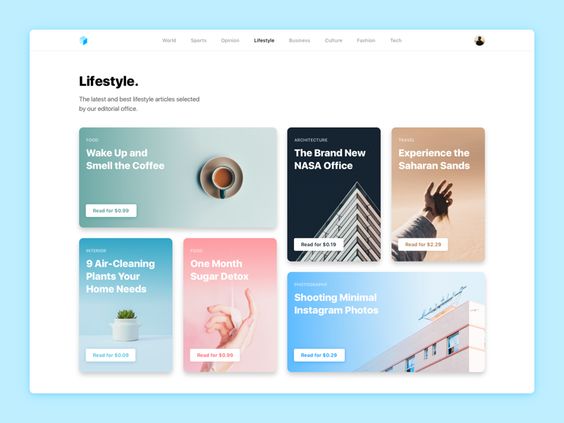 World Sports Opinion Lifestyle Business Culture Fashion Tech
Lifestyle.
The latest and best lifestyle articles selected
by our editorial office.
FOOD
Wake Up and
Smell the Coffee
Read for $0.99
ARCHITECTURE
The Brand New
NASA Office
Read for $0.19
TRAVEL
Experience the
Saharan Sands
Read for $2.29
INTERIOR
9 Air-Cleaning
Plants Your
Home Needs
Read for $0.09
FOOD
One Month
Sugar Detox
Read for $0.99
PHOTOGRAPHY
Shooting Minimal
Instagram Photos
Read for $0.29